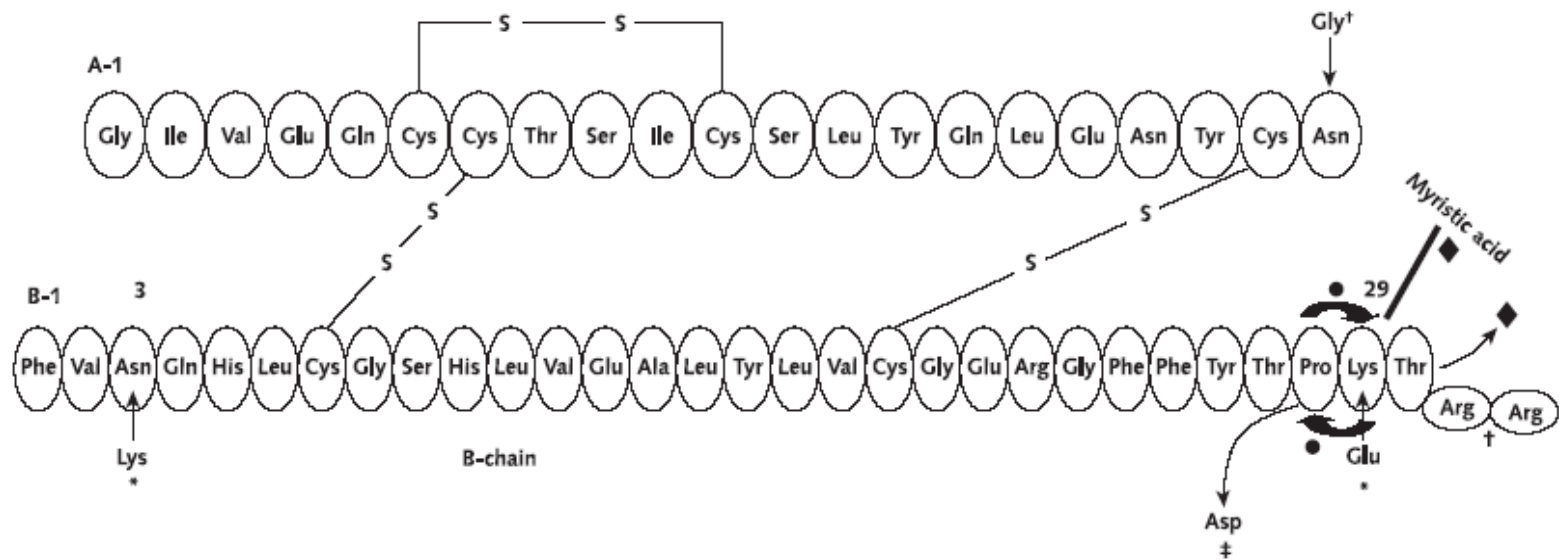 S S
Gly†
A-1
Gly Ile Val Glu Gln Cys Cys Thr Ser Ile Cys Ser Leu Tyr Gln Leu Glu Asn Tyr Cys Asn
Myristic acid
S S
S S
B-1 3 29
Phe Val Asn Gln His Leu Cys Gly Ser His Leu Val Glu Ala Leu Tyr Leu Val Cys Gly Glu Arg Gly Phe Phe Tyr Thr Pro Lys Thr
Arg Arg
†
Lys B-chain Glu
* *
Asp
‡